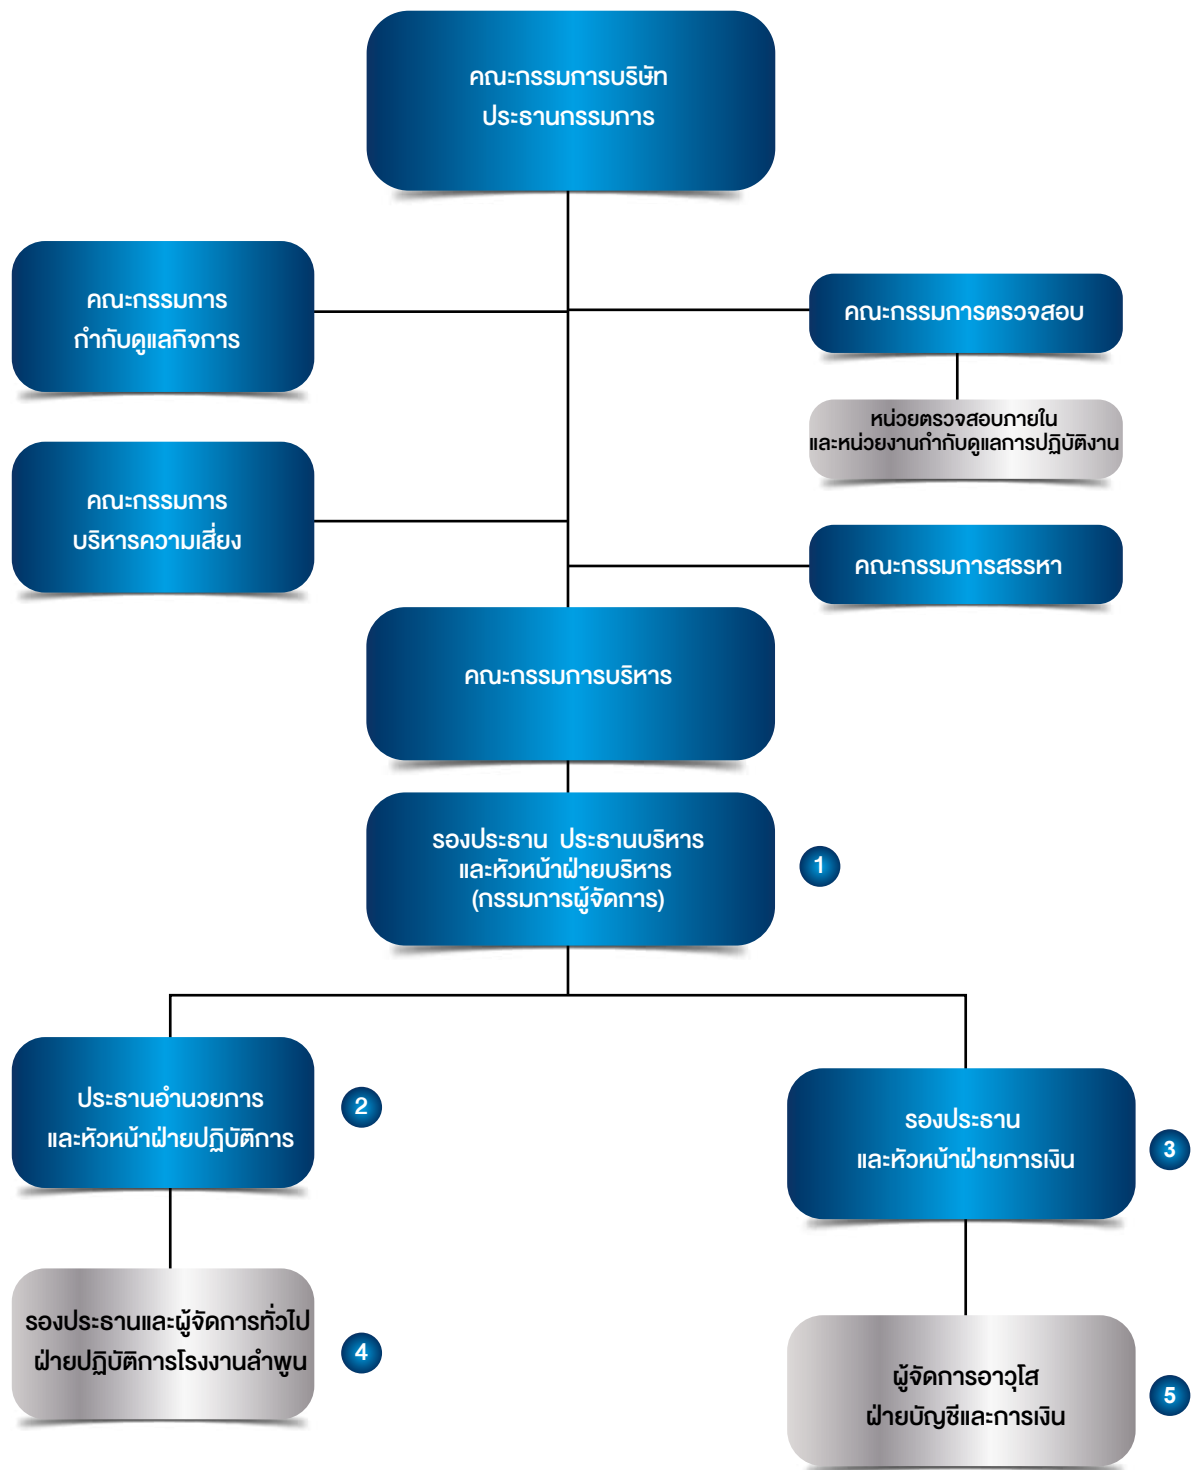 คณะกรรมการบริษัท
ประธานกรรมการ
คณะกรรมการ
กำกับดูแลกิจการ
คณะกรรมการตรวจสอบ
หน่วยตรวจสอบภายใน
และหน่วยงานกำกับดูแลการปฏิบัติงาน
คณะกรรมการ
บริหารความเสี่ยง
คณะกรรมการสรรหา
คณะกรรมการบริหาร
รองประธาน ประธานบริหาร
และหัวหน้าฝ่ายบริหาร
(กรรมการผู้จัดการ)
1
ประธานอำนวยการ
และหัวหน้าฝ่ายปฏิบัติการ
2
รองประธาน
และหัวหน้าฝ่ายการเงิน
3
รองประธานและผู้จัดการทั่วไป
ฝ่ายปฏิบัติการโรงงานลำพูน
4
ผู้จัดการอาวุโส
ฝ่ายบัญชีและการเงิน
5